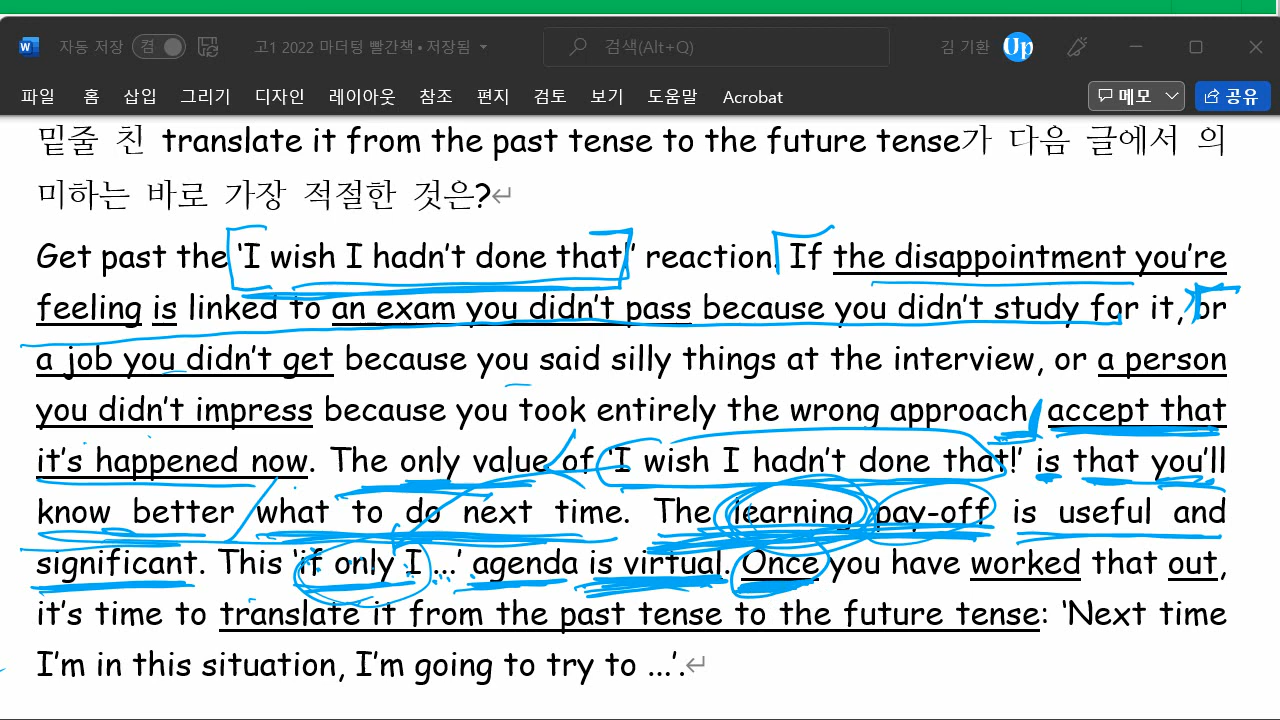 자동 저장 켬 고1 2022 마더텅 빨간책 • 저장됨 검색(Alt+Q) 김 기환 Up
파일 홈 삽입 그리기 디자인 레이아웃 참조 편지 검토 보기 도움말 Acrobat 메모 공유
밑줄 친 translate it from the past tense to the future tense가 다음 글에서 의
미하는 바로 가장 적절한 것은?
Get past the ‘I wish I hadn’t done that!’ reaction. If the disappointment you’re
feeling is linked to an exam you didn’t pass because you didn’t study for it, or
a job you didn’t get because you said silly things at the interview, or a person
you didn’t impress because you took entirely the wrong approach, accept that
it’s happened now. The only value of ‘I wish I hadn’t done that!’ is that you’ll
know better what to do next time. The learning pay-off is useful and
significant. This ‘if only I ...’ agenda is virtual. Once you have worked that out,
it’s time to translate it from the past tense to the future tense: ‘Next time
I’m in this situation, I’m going to try to ...’.